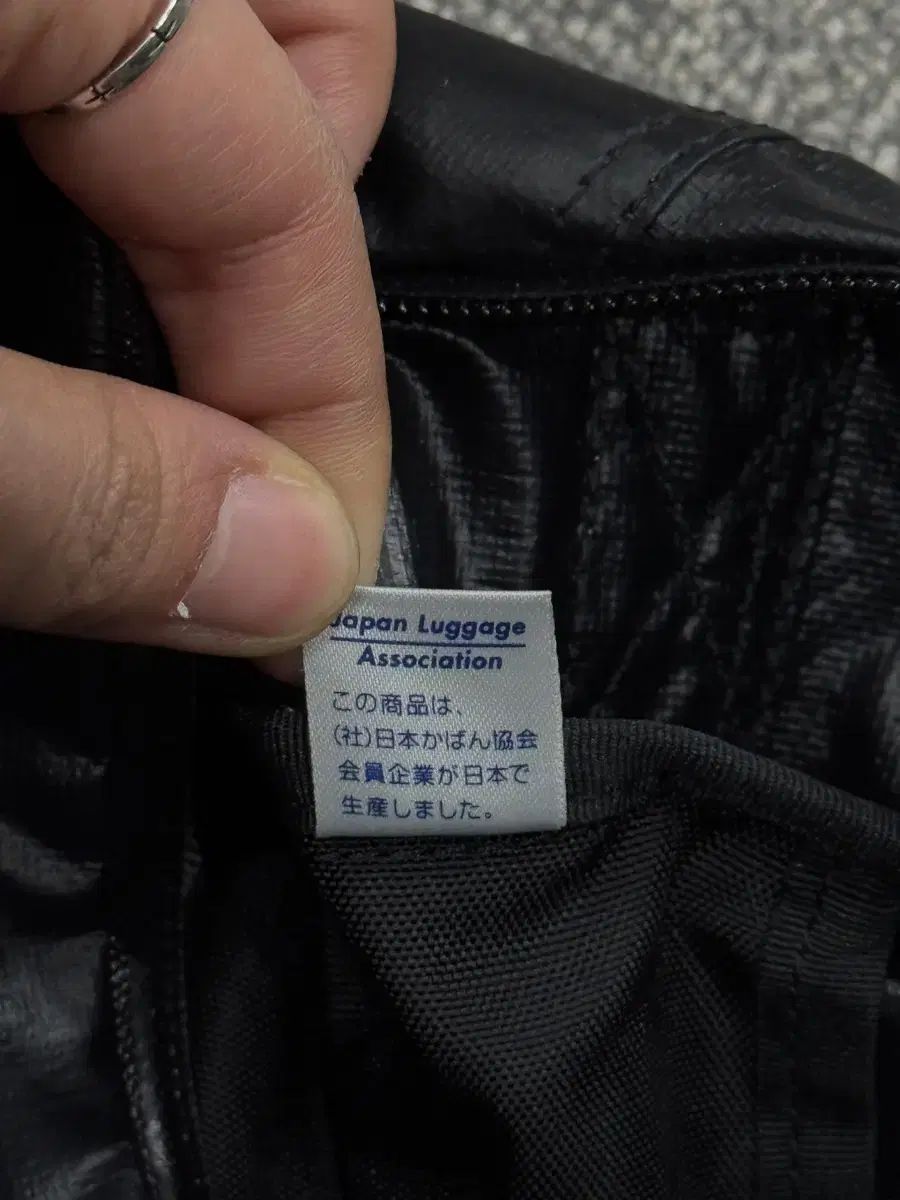 Japan Luggage
Association
この商品は、
(社)日本かばん協会
会員企業が日本で
生産しました。